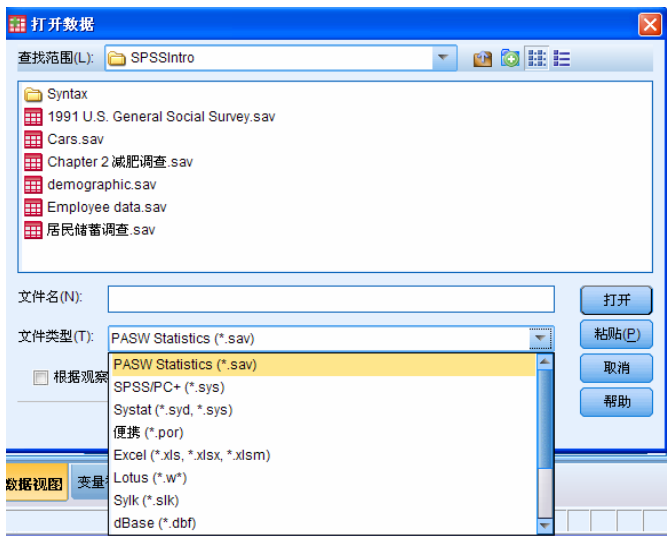 打开数据
查找范围(L): SPSSIntro
Syntax
1991 U.S. General Social Survey.sav
Cars.sav
Chapter 2 减肥调查.sav
demographic.sav
Employee data.sav
居民储蓄调查.sav
文件名(N):
打开
文件类型(T): PASW Statistics (*.sav)
粘贴(P)
PASW Statistics (*.sav)
根据观察
取消
SPSS/PC+ (*.sys)
帮助
Systat (*.syd, *.sys)
便携 (*.por)
Excel (*.xls, *.xlsx, *.xlsm)
数据视图 变量
Lotus (*.w*)
Sylk (*.slk)
dBase (*.dbf)